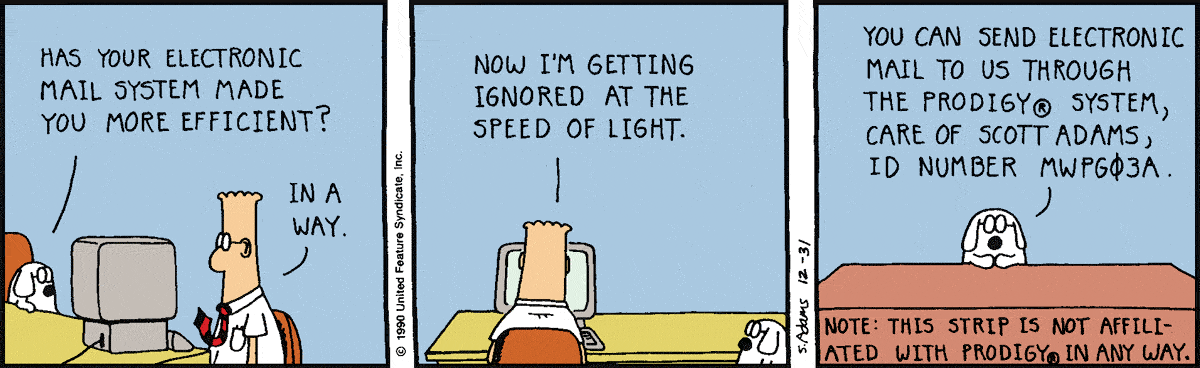 HAS YOUR ELECTRONIC
MAIL SYSTEM MADE
YOU MORE EFFICIENT?
IN A
WAY.
© 1990 United Feature Syndicate, Inc.
NOW I'M GETTING
IGNORED AT THE
SPEED OF LIGHT.
S. Adams 12-31
YOU CAN SEND ELECTRONIC
MAIL TO US THROUGH
THE PRODIGY® SYSTEM,
CARE OF SCOTT ADAMS,
ID NUMBER MWPG03A.
NOTE: THIS STRIP IS NOT AFFILI-
ATED WITH PRODIGY® IN ANY WAY.